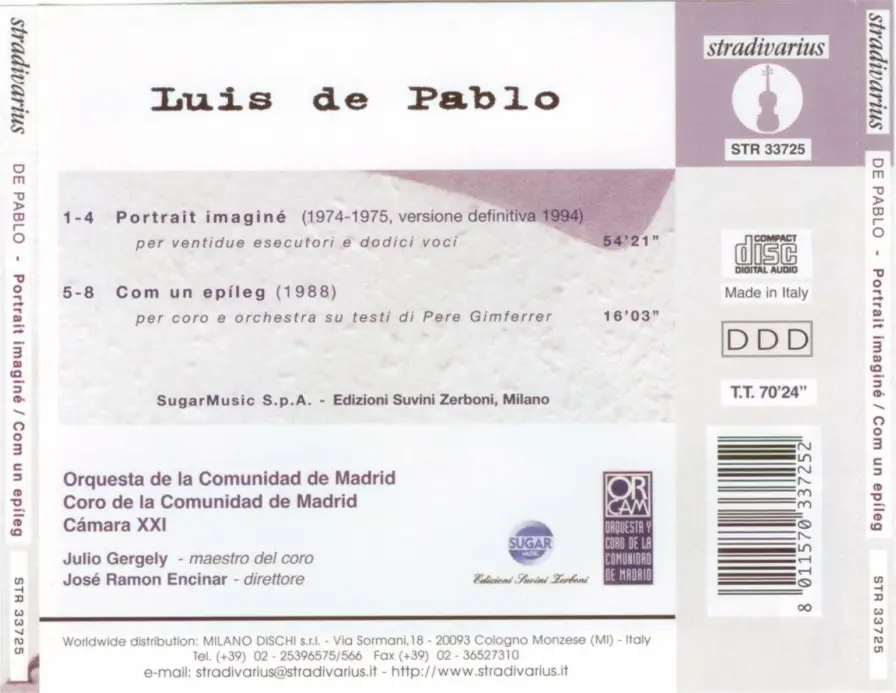 stradivarius
DE PABLO - Portrait imaginé / Com un epíleg
STR 33725
Luis de Pablo
1-4 Portrait imaginé (1974-1975, versione definitiva 1994)
per ventidue esecutori e dodici voci 54'21"
5-8 Com un epíleg (1988)
per coro e orchestra su testi di Pere Gimferrer 16'03"
SugarMusic S.p.A. - Edizioni Suvini Zerboni, Milano
Orquesta de la Comunidad de Madrid
Coro de la Comunidad de Madrid
Cámara XXI
Julio Gergely - maestro del coro
José Ramon Encinar - direttore
SUGAR
MUSIC
Edizioni Suvini Zerboni
OR
CAM
ORQUESTA Y
CORO DE LA
COMUNIDAD
DE MADRID
Worldwide distribution: MILANO DISCHI s.r.l. - Via Sormani,18 - 20093 Cologno Monzese (MI) - Italy
Tel. (+39) 02 - 25396575/566 Fax (+39) 02 - 36527310
e-mail: stradivarius@stradivarius.it - http://www.stradivarius.it
stradivarius
STR 33725
COMPACT
disc
DIGITAL AUDIO
Made in Italy
DDD
T.T. 70'24"
8 011570 337252
stradivarius
DE PABLO - Portrait imaginé / Com un epíleg
STR 33725